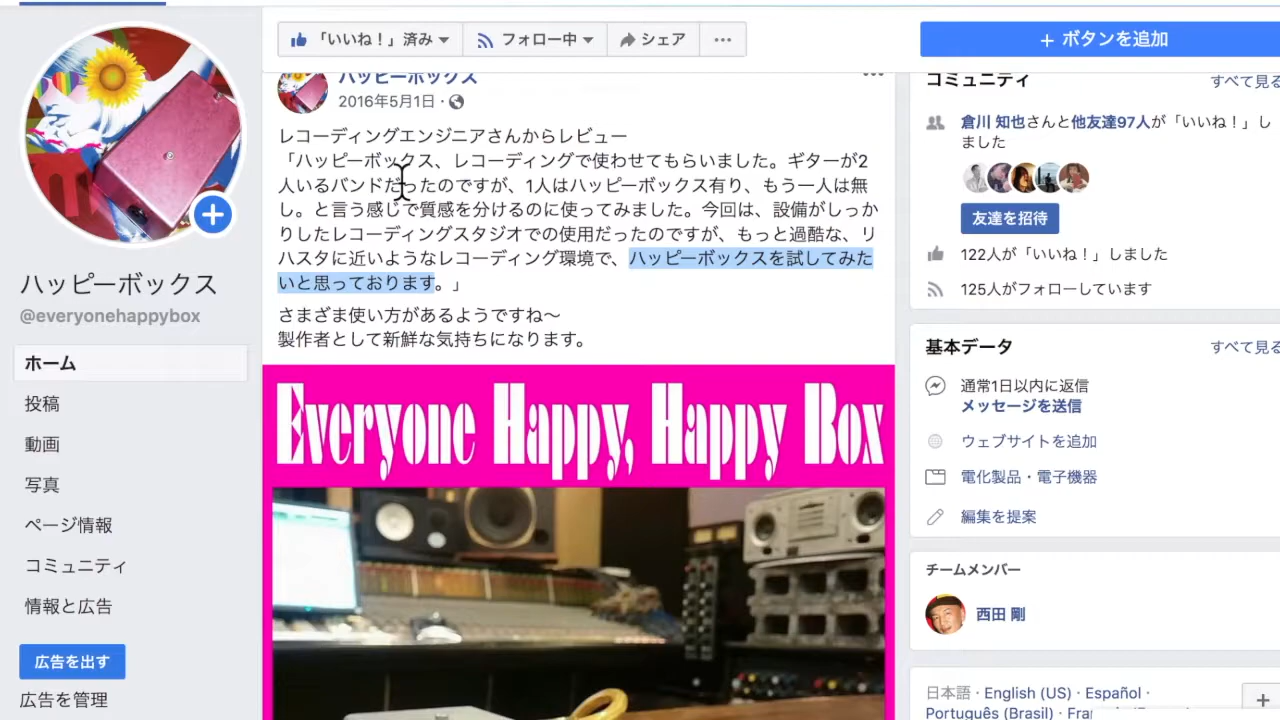 「いいね！」済み
フォロー中
シェア
＋ ボタンを追加
ハッピーボックス
@everyonehappybox
ホーム
投稿
動画
写真
ページ情報
コミュニティ
情報と広告
広告を出す
広告を管理
ハッピーボックス
2016年5月1日
レコーディングエンジニアさんからレビュー
「ハッピーボックス、レコーディングで使わせてもらいました。ギターが2
人いるバンドだったのですが、1人はハッピーボックス有り、もう一人は無
し。と言う感じで質感を分けるのに使ってみました。今回は、設備がしっか
りしたレコーディングスタジオでの使用だったのですが、もっと過酷な、リ
ハスタに近いようなレコーディング環境で、ハッピーボックスを試してみた
いと思っております。」
さまざま使い方があるようですね〜
製作者として新鮮な気持ちになります。
Everyone Happy, Happy Box
コミュニティ
すべて見る
倉川 知也さんと他友達97人が「いいね！」し
ました
友達を招待
122人が「いいね！」しました
125人がフォローしています
基本データ
すべて見る
通常1日以内に返信
メッセージを送信
ウェブサイトを追加
電化製品・電子機器
編集を提案
チームメンバー
西田 剛
日本語 · English (US) · Español ·
Português (Brasil) ·